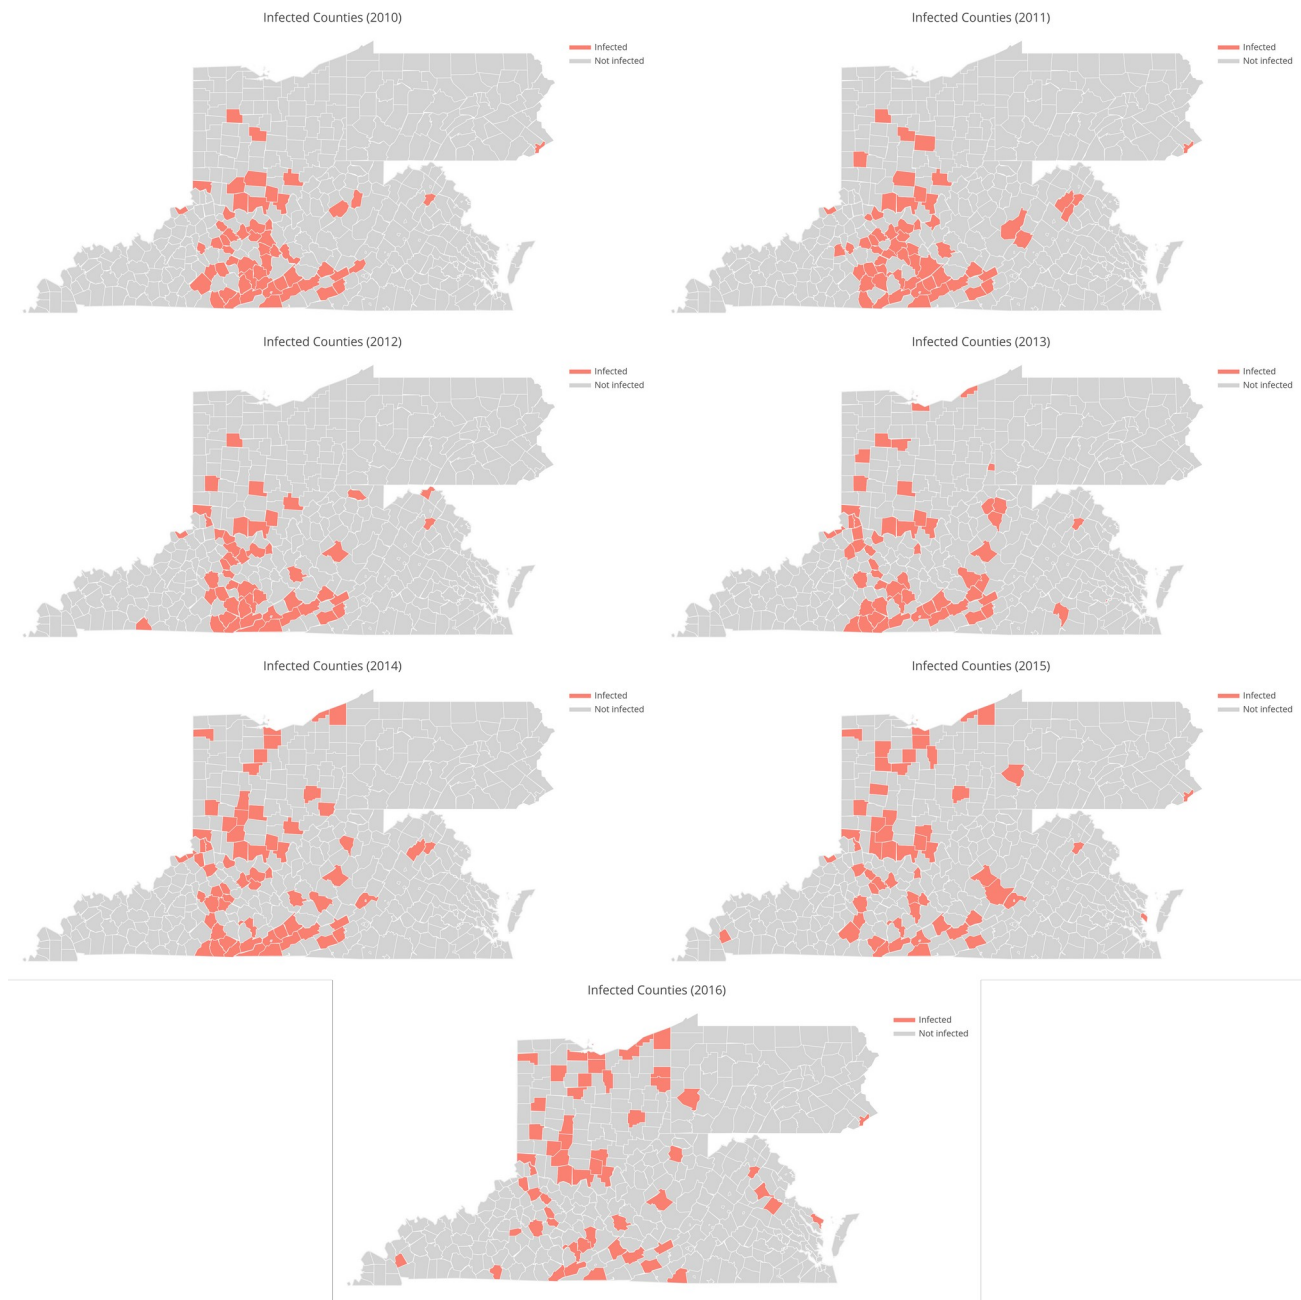 Infected Counties (2010)
Infected
Not infected
Infected Counties (2011)
Infected
Not infected
Infected Counties (2012)
Infected
Not infected
Infected Counties (2013)
Infected
Not infected
Infected Counties (2014)
Infected
Not infected
Infected Counties (2015)
Infected
Not infected
Infected Counties (2016)
Infected
Not infected